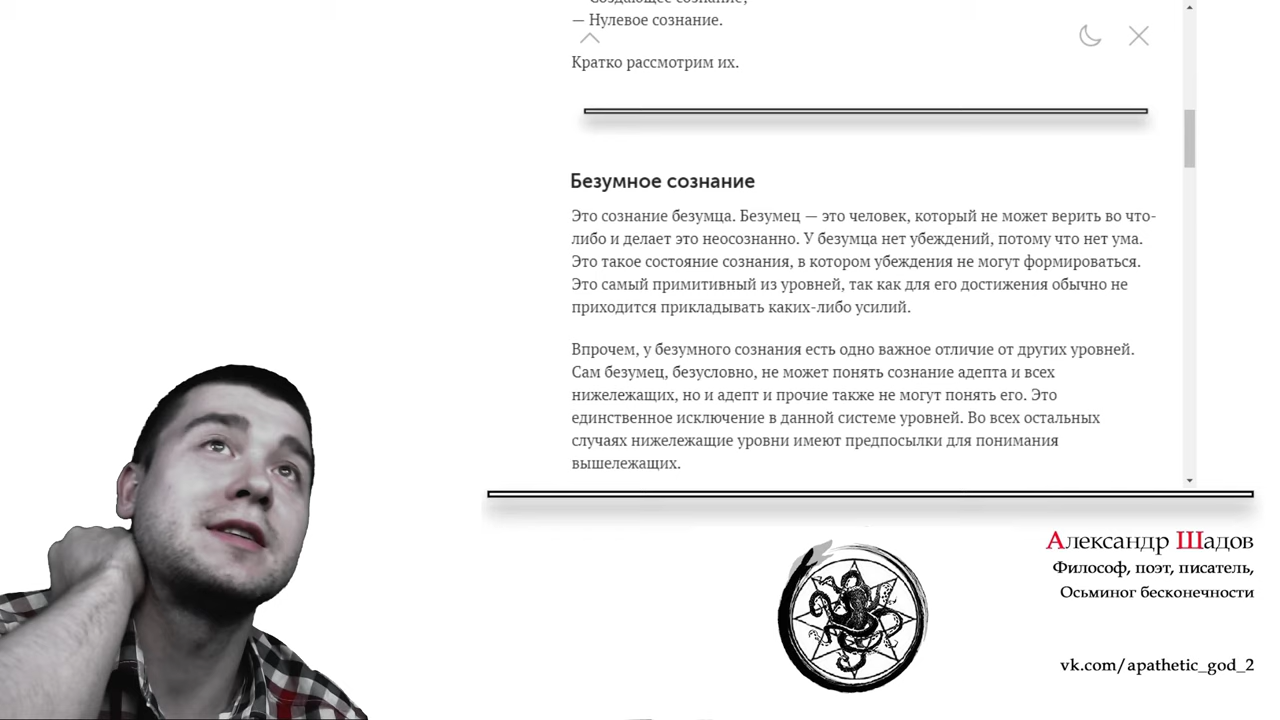 — Создающее сознание;
— Нулевое сознание.
Кратко рассмотрим их.
Безумное сознание
Это сознание безумца. Безумец — это человек, который не может верить во что-
либо и делает это неосознанно. У безумца нет убеждений, потому что нет ума.
Это такое состояние сознания, в котором убеждения не могут формироваться.
Это самый примитивный из уровней, так как для его достижения обычно не
приходится прикладывать каких-либо усилий.
Впрочем, у безумного сознания есть одно важное отличие от других уровней.
Сам безумец, безусловно, не может понять сознание адепта и всех
нижележащих, но и адепт и прочие также не могут понять его. Это
единственное исключение в данной системе уровней. Во всех остальных
случаях нижележащие уровни имеют предпосылки для понимания
вышележащих.
Александр Шадов
Философ, поэт, писатель,
Осьминог бесконечности
vk.com/apathetic_god_2